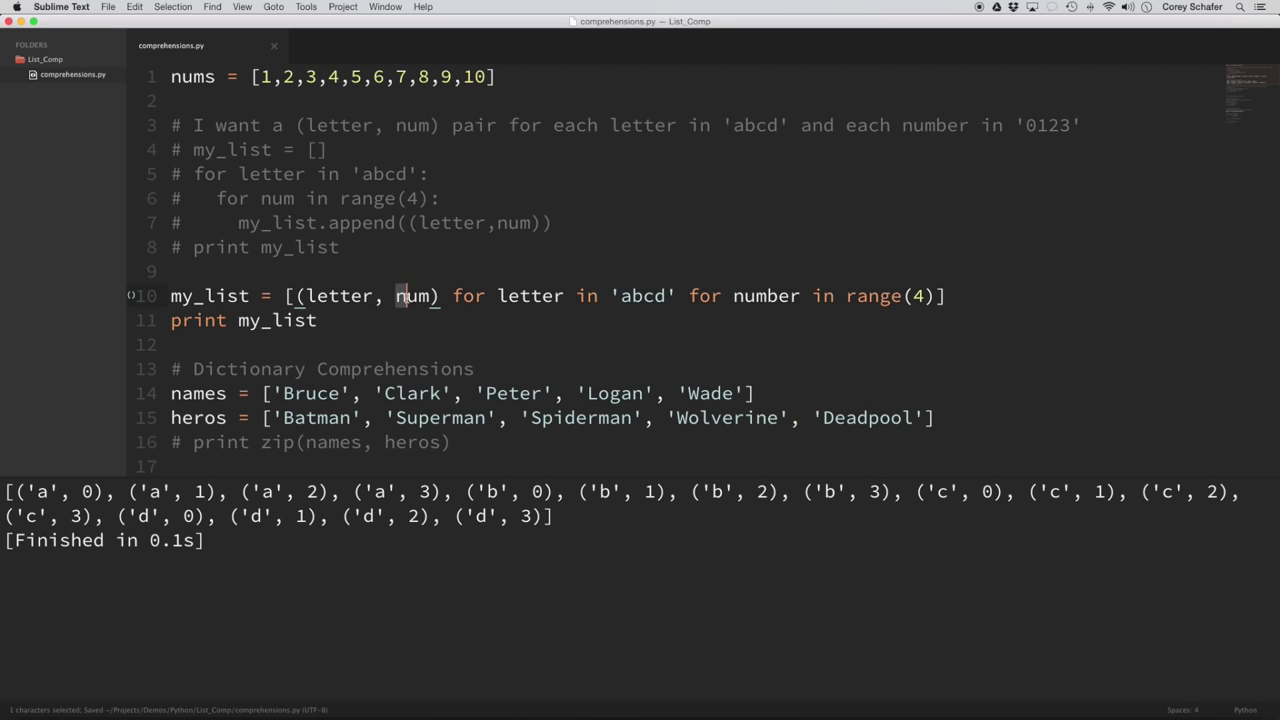 Sublime Text File Edit Selection Find View Goto Tools Project Window Help Corey Schafer
comprehensions.py — List_Comp
FOLDERS
List_Comp
comprehensions.py
comprehensions.py
1 nums = [1,2,3,4,5,6,7,8,9,10]
2
3 # I want a (letter, num) pair for each letter in 'abcd' and each number in '0123'
4 # my_list = []
5 # for letter in 'abcd':
6 #   for num in range(4):
7 #     my_list.append((letter,num))
8 # print my_list
9
10 my_list = [(letter, num) for letter in 'abcd' for number in range(4)]
11 print my_list
12
13 # Dictionary Comprehensions
14 names = ['Bruce', 'Clark', 'Peter', 'Logan', 'Wade']
15 heros = ['Batman', 'Superman', 'Spiderman', 'Wolverine', 'Deadpool']
16 # print zip(names, heros)
17
[('a', 0), ('a', 1), ('a', 2), ('a', 3), ('b', 0), ('b', 1), ('b', 2), ('b', 3), ('c', 0), ('c', 1), ('c', 2),
('c', 3), ('d', 0), ('d', 1), ('d', 2), ('d', 3)]
[Finished in 0.1s]
1 characters selected; Saved ~/Projects/Demos/Python/List_Comp/comprehensions.py (UTF-8) Spaces: 4 Python